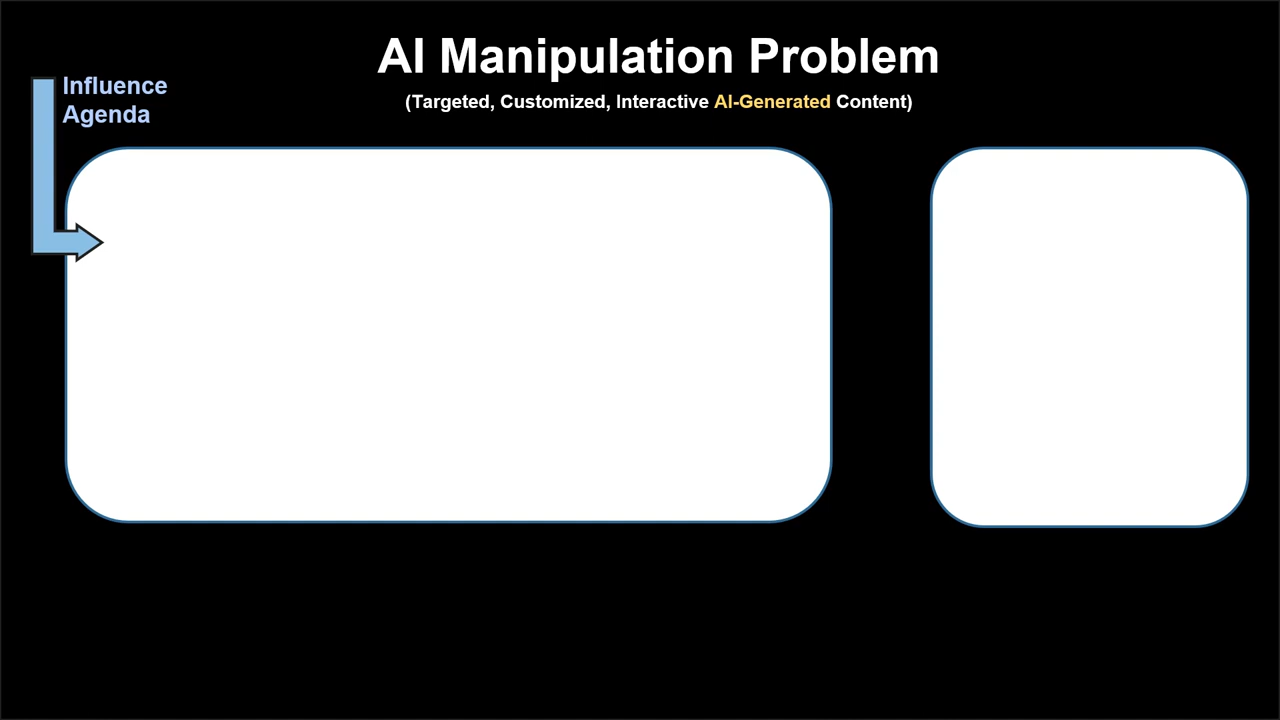 AI Manipulation Problem
(Targeted, Customized, Interactive AI-Generated Content)
Influence
Agenda